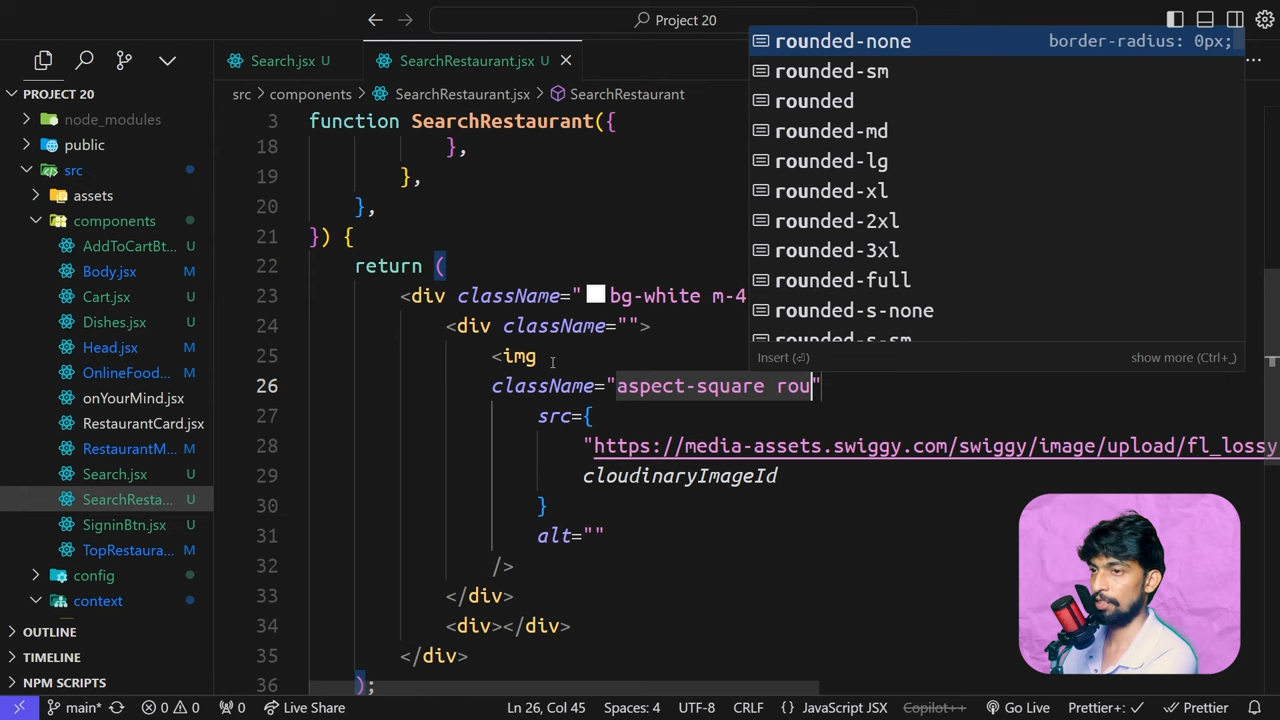 Project 20
Search.jsx U
SearchRestaurant.jsx U
src > components > SearchRestaurant.jsx > SearchRestaurant
PROJECT 20
node_modules
public
src
assets
components
AddToCartBt... U
Body.jsx M
Cart.jsx U
Dishes.jsx U
Head.jsx M
OnlineFood... M
onYourMind.jsx
RestaurantCard.jsx
RestaurantM... M
Search.jsx U
SearchResta... U
SigninBtn.jsx U
TopRestaura... M
config
context
OUTLINE
TIMELINE
NPM SCRIPTS
3 function SearchRestaurant({
18 },
19 },
20 },
21 }) {
22 return (
23 <div className="bg-white m-4
24 <div className="">
25 <img
26 className="aspect-square rou"
27 src={
28 "https://media-assets.swiggy.com/swiggy/image/upload/fl_lossy
29 cloudinaryImageId
30 }
31 alt=""
32 />
33 </div>
34 <div></div>
35 </div>
36 );
rounded-none border-radius: 0px;
rounded-sm
rounded
rounded-md
rounded-lg
rounded-xl
rounded-2xl
rounded-3xl
rounded-full
rounded-s-none
rounded-s-sm
Insert (⏎) show more (Ctrl+,)
main* 0 0 0 Live Share Ln 26, Col 45 Spaces: 4 UTF-8 CRLF {} JavaScript JSX Copilot++ Go Live Prettier+: ✓ Prettier